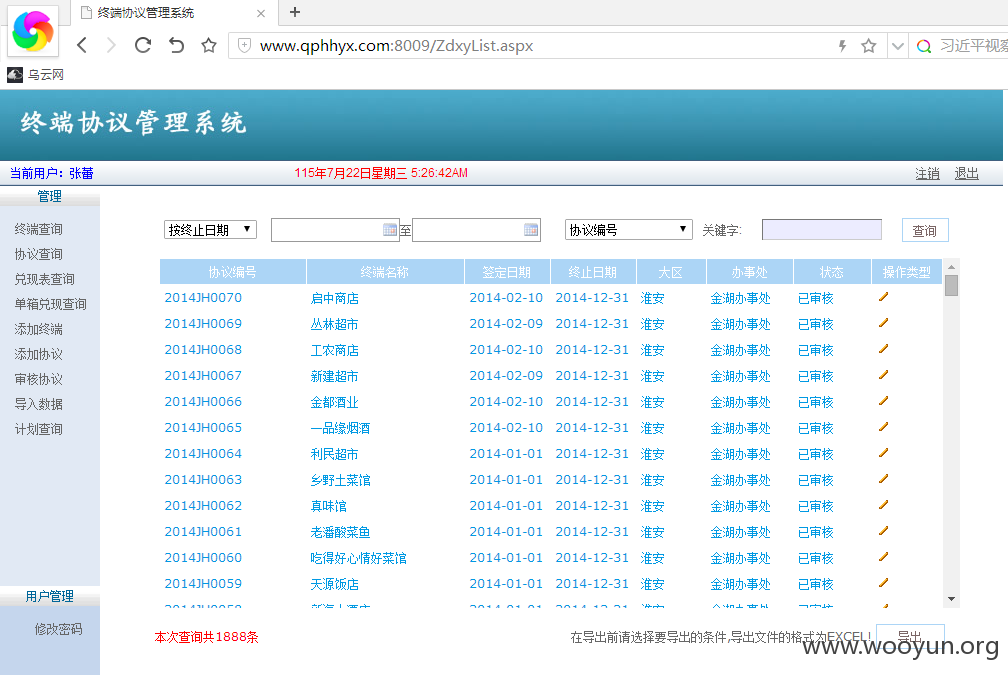 终端协议管理系统
www.qphhyx.com:8009/ZdxyList.aspx
习近平视察
乌云网
终端协议管理系统
当前用户：张蕾 115年7月22日星期三 5:26:42AM 注销 退出
管理
终端查询
协议查询
兑现表查询
单箱兑现查询
添加终端
添加协议
审核协议
导入数据
计划查询
用户管理
修改密码
按终止日期 至 协议编号 关键字: 查询
协议编号 终端名称 签定日期 终止日期 大区 办事处 状态 操作类型
2014JH0070 启中商店 2014-02-10 2014-12-31 淮安 金湖办事处 已审核
2014JH0069 丛林超市 2014-02-09 2014-12-31 淮安 金湖办事处 已审核
2014JH0068 工农商店 2014-02-10 2014-12-31 淮安 金湖办事处 已审核
2014JH0067 新建超市 2014-02-09 2014-12-31 淮安 金湖办事处 已审核
2014JH0066 金都酒业 2014-02-10 2014-12-31 淮安 金湖办事处 已审核
2014JH0065 一品缘烟酒 2014-02-10 2014-12-31 淮安 金湖办事处 已审核
2014JH0064 利民超市 2014-01-01 2014-12-31 淮安 金湖办事处 已审核
2014JH0063 乡野土菜馆 2014-01-01 2014-12-31 淮安 金湖办事处 已审核
2014JH0062 真味馆 2014-01-01 2014-12-31 淮安 金湖办事处 已审核
2014JH0061 老潘酸菜鱼 2014-01-01 2014-12-31 淮安 金湖办事处 已审核
2014JH0060 吃得好心情好菜馆 2014-01-01 2014-12-31 淮安 金湖办事处 已审核
2014JH0059 天源饭店 2014-01-01 2014-12-31 淮安 金湖办事处 已审核
本次查询共1888条 在导出前请选择要导出的条件,导出文件的格式为EXCEL! 导出
www.wooyun.org